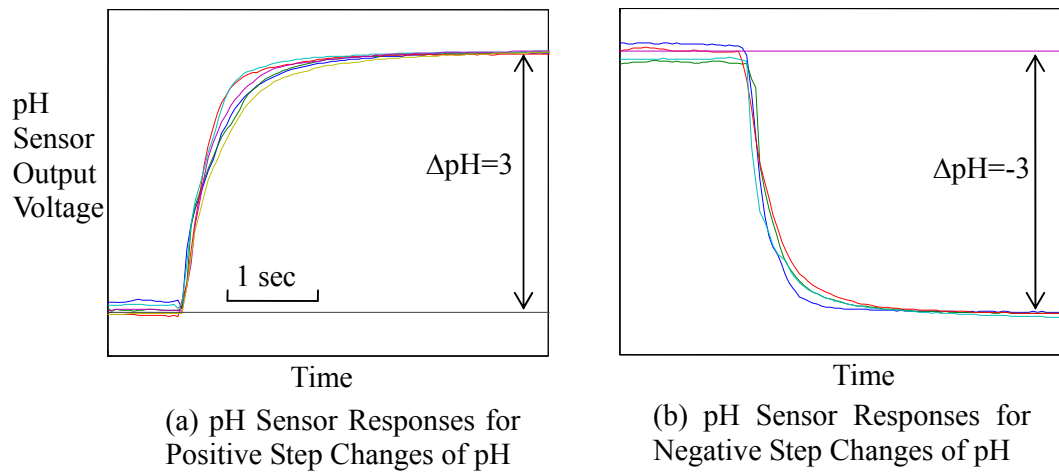 pH
Sensor
Output
Voltage
ΔpH=3
1 sec
Time
(a) pH Sensor Responses for
Positive Step Changes of pH
ΔpH=-3
Time
(b) pH Sensor Responses for
Negative Step Changes of pH